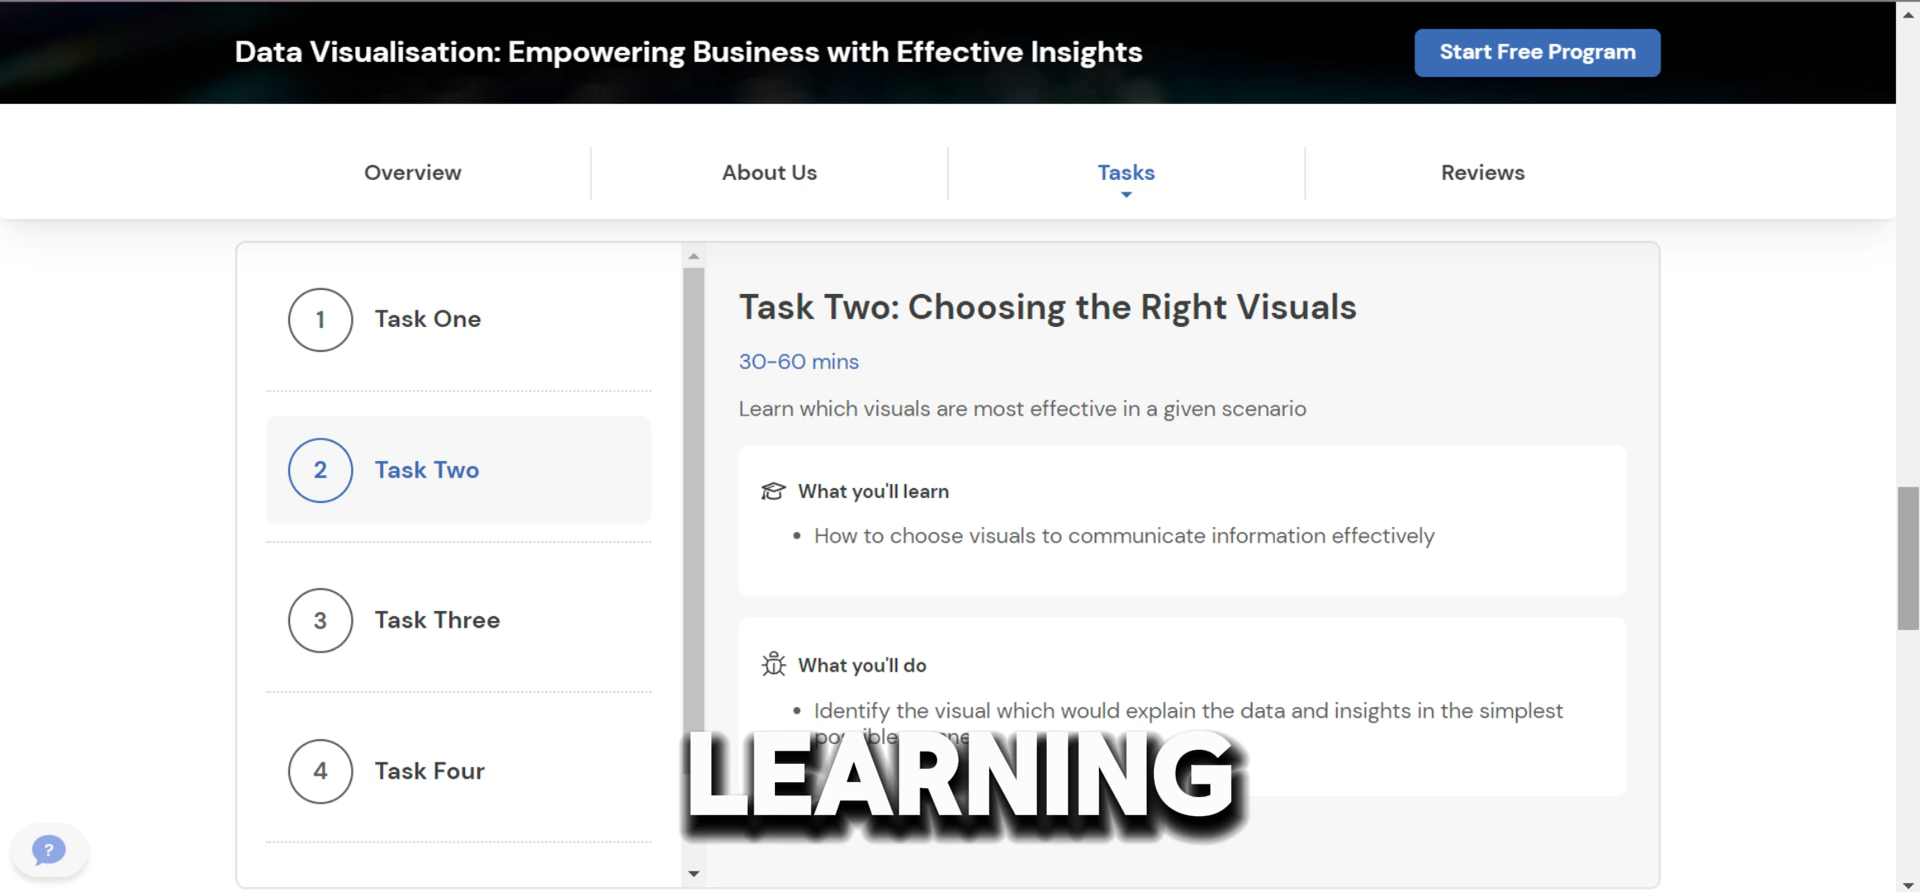 Data Visualisation: Empowering Business with Effective Insights
Start Free Program
Overview
About Us
Tasks
Reviews
1 Task One
2 Task Two
3 Task Three
4 Task Four
Task Two: Choosing the Right Visuals
30-60 mins
Learn which visuals are most effective in a given scenario
What you'll learn
• How to choose visuals to communicate information effectively
What you'll do
• Identify the visual which would explain the data and insights in the simplest
LEARNING
?